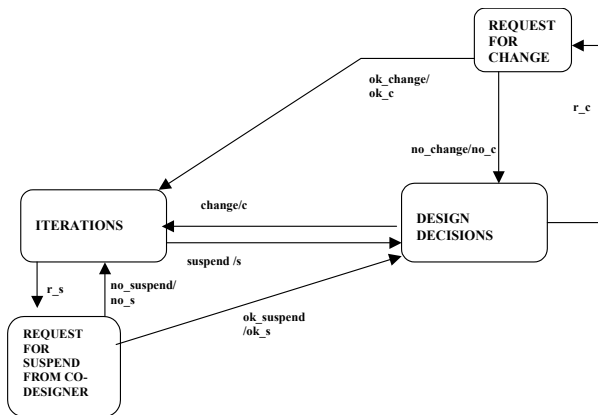 REQUEST
FOR
CHANGE
ok_change/
ok_c
r_c
no_change/no_c
ITERATIONS
change/c
DESIGN
DECISIONS
suspend /s
r_s
no_suspend/
no_s
ok_suspend
/ok_s
REQUEST
FOR
SUSPEND
FROM CO-
DESIGNER